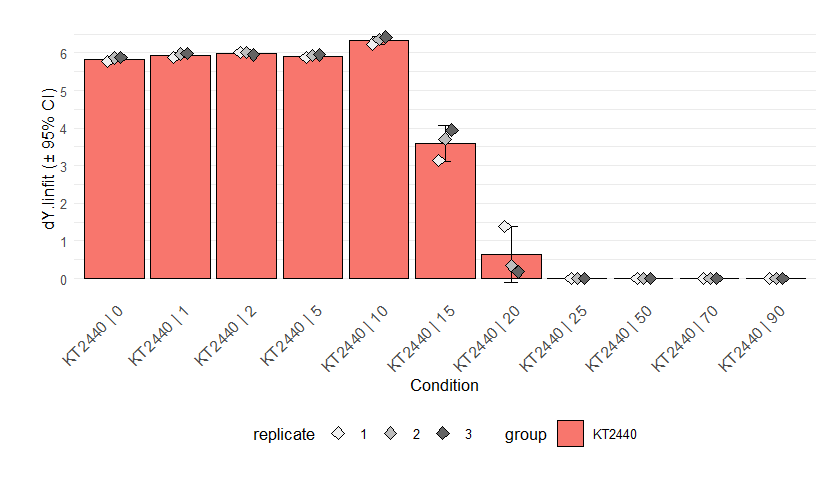 dY.linfit (± 95% CI)
6
5
4
3
2
1
0
KT2440 | 0
KT2440 | 1
KT2440 | 2
KT2440 | 5
KT2440 | 10
KT2440 | 15
KT2440 | 20
KT2440 | 25
KT2440 | 50
KT2440 | 70
KT2440 | 90
Condition
replicate 1 2 3 group KT2440